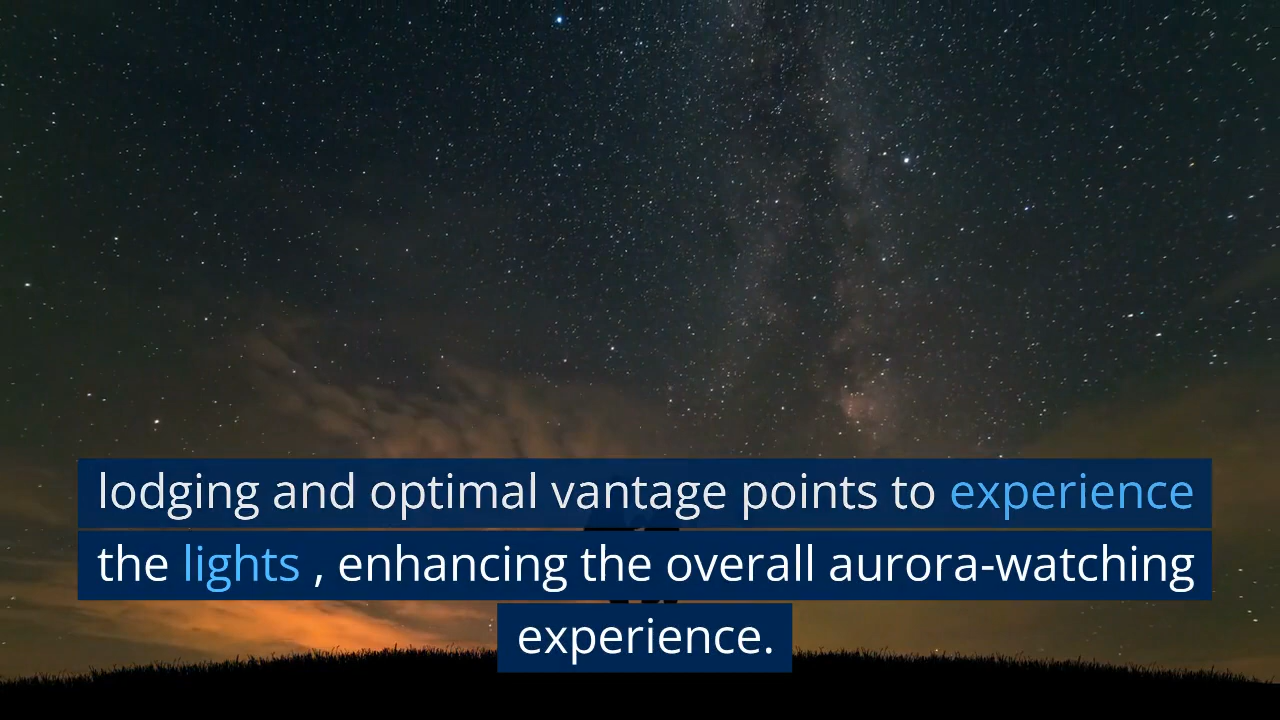 lodging and optimal vantage points to experience
the lights , enhancing the overall aurora-watching
experience.